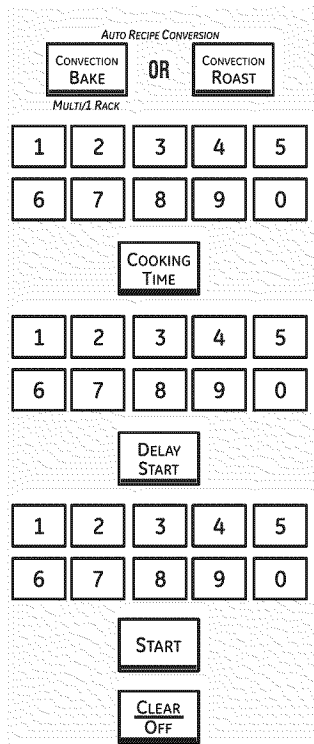 AUTO RECIPE CONVERSION
CONVECTION BAKE OR CONVECTION ROAST
MULTI/1 RACK
1 2 3 4 5
6 7 8 9 0
COOKING
TIME
1 2 3 4 5
6 7 8 9 0
DELAY
START
1 2 3 4 5
6 7 8 9 0
START
CLEAR
OFF